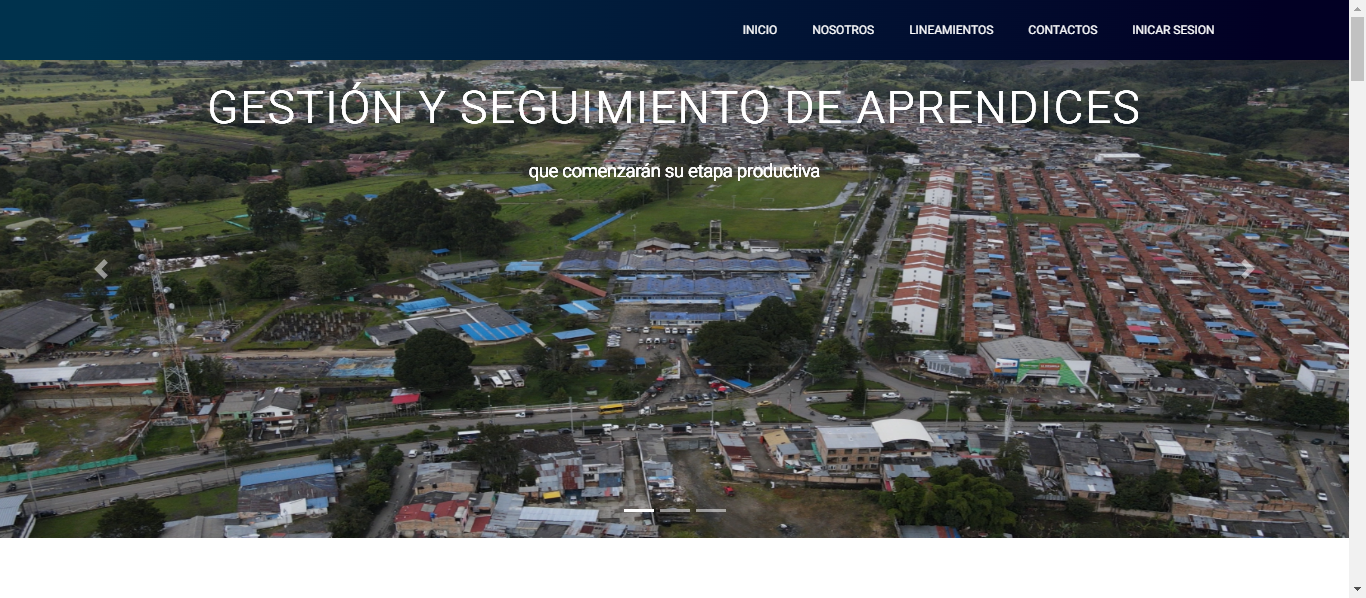 INICIO NOSOTROS LINEAMIENTOS CONTACTOS INICAR SESION
GESTIÓN Y SEGUIMIENTO DE APRENDICES
que comenzarán su etapa productiva